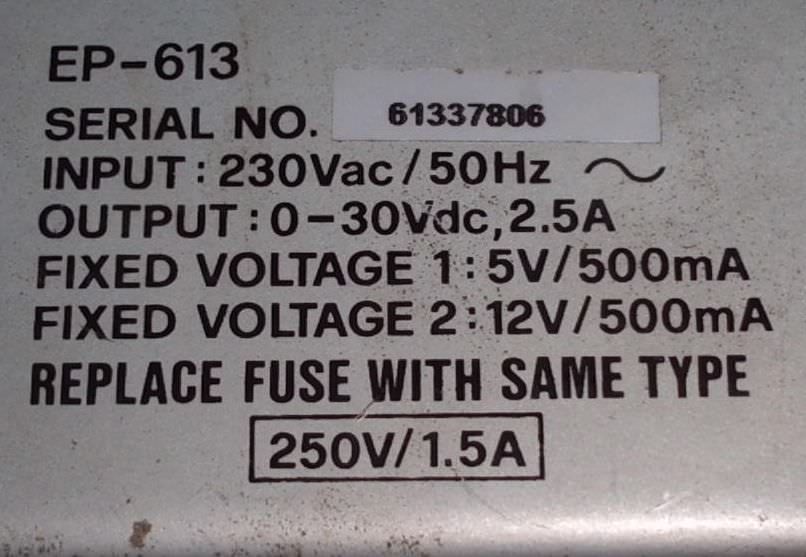 EP-613
SERIAL NO. 61337806
INPUT: 230Vac/50Hz ~
OUTPUT: 0-30Vdc, 2.5A
FIXED VOLTAGE 1: 5V/500mA
FIXED VOLTAGE 2: 12V/500mA
REPLACE FUSE WITH SAME TYPE
250V/1.5A